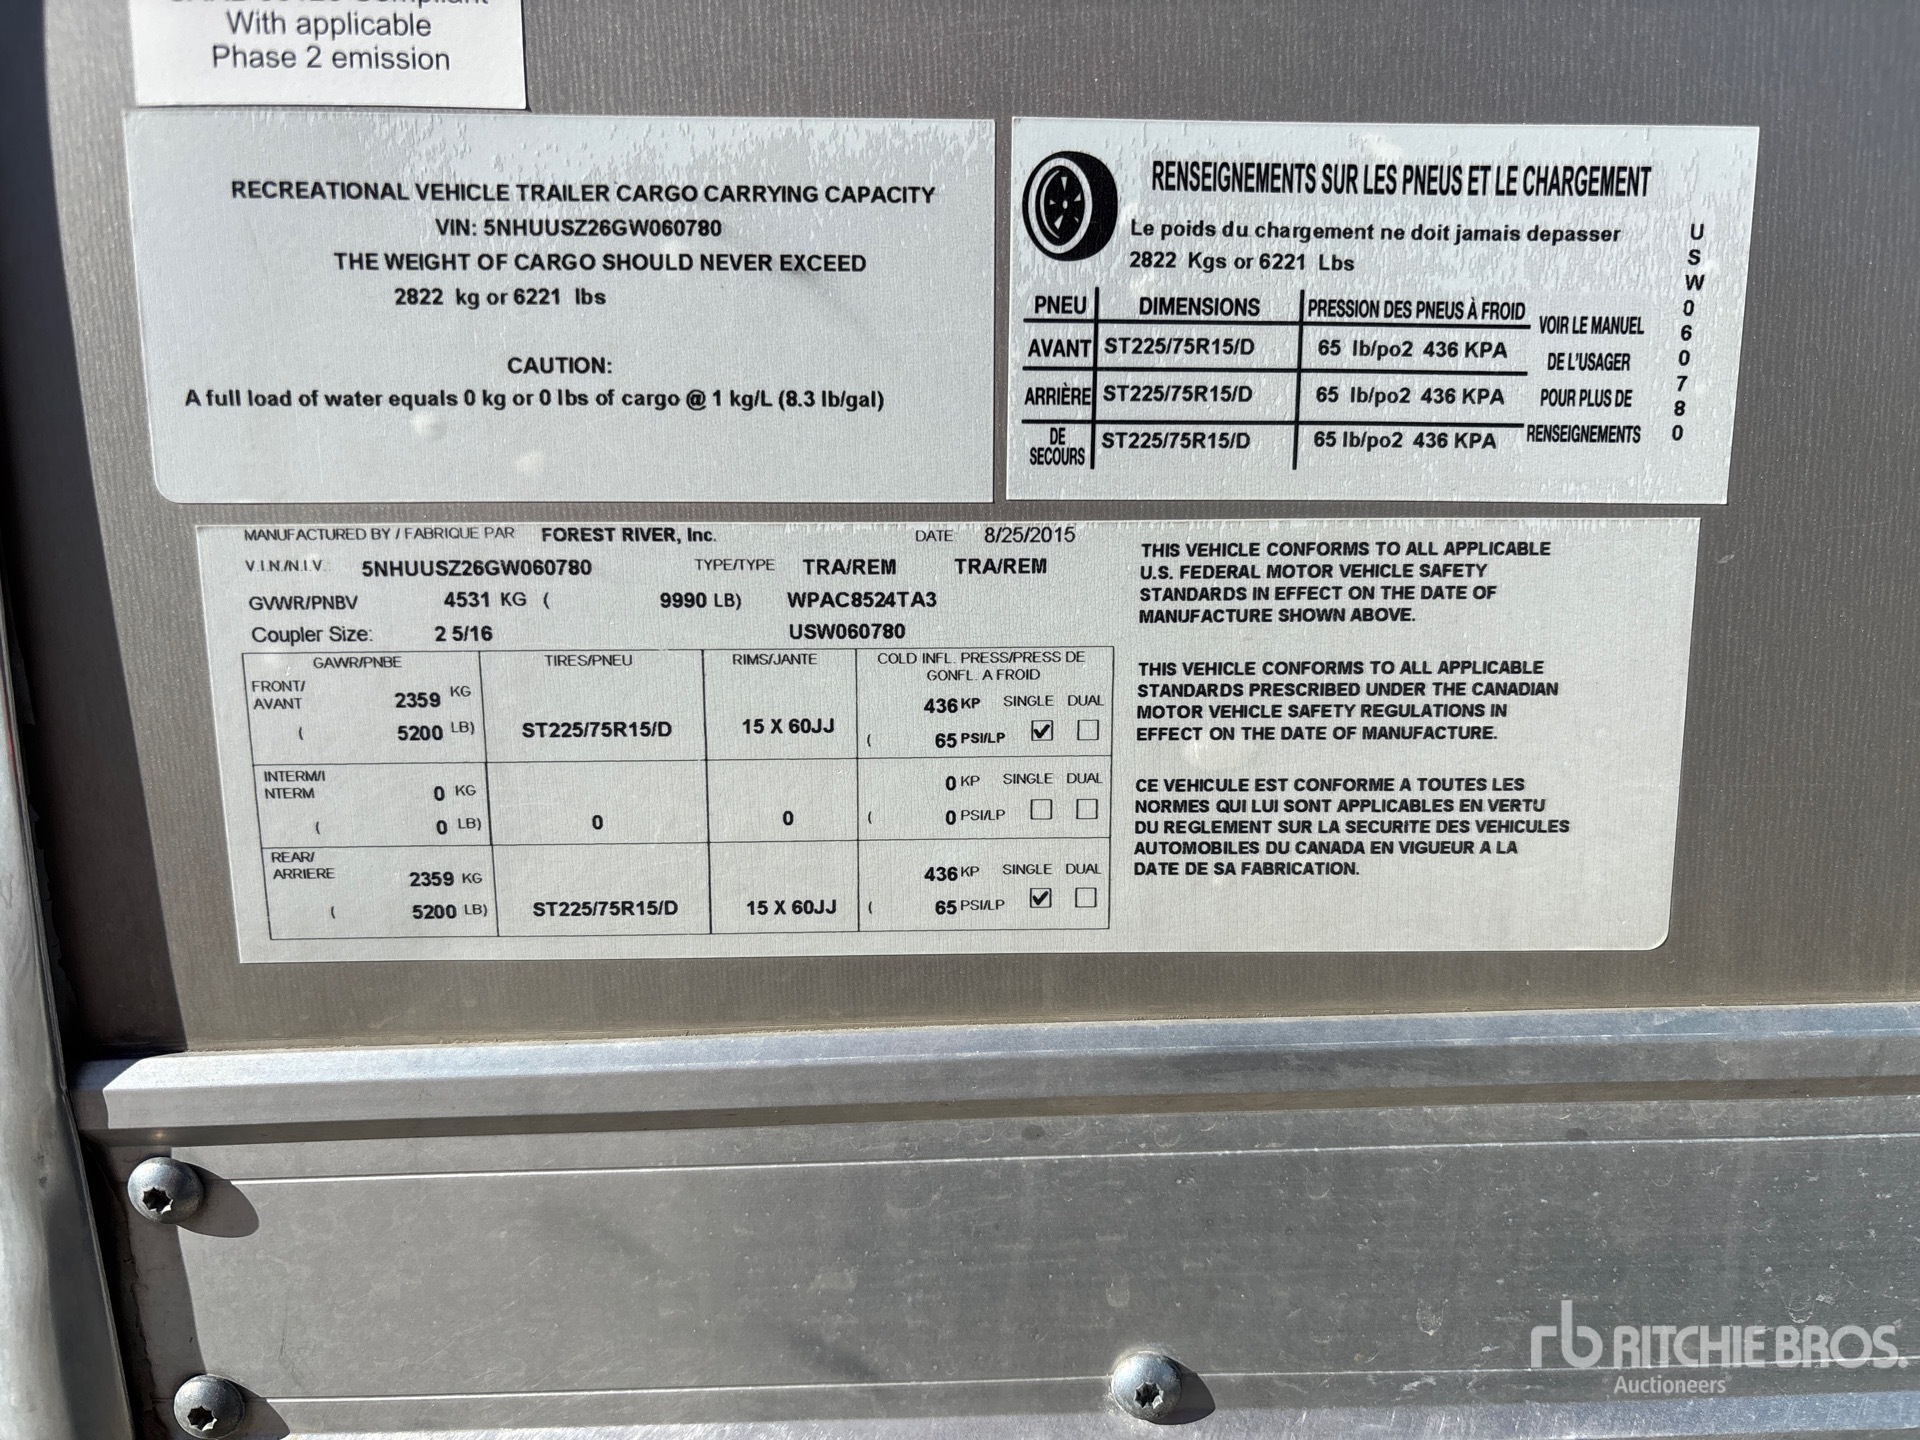 With applicable
Phase 2 emission
RECREATIONAL VEHICLE TRAILER CARGO CARRYING CAPACITY
VIN: 5NHUUSZ26GW060780
THE WEIGHT OF CARGO SHOULD NEVER EXCEED
2822 kg or 6221 lbs
CAUTION:
A full load of water equals 0 kg or 0 lbs of cargo @ 1 kg/L (8.3 lb/gal)
RENSEIGNEMENTS SUR LES PNEUS ET LE CHARGEMENT
Le poids du chargement ne doit jamais depasser
2822 Kgs or 6221 Lbs
PNEU DIMENSIONS PRESSION DES PNEUS À FROID
AVANT ST225/75R15/D 65 lb/po2 436 KPA
ARRIÈRE ST225/75R15/D 65 lb/po2 436 KPA
DE SECOURS ST225/75R15/D 65 lb/po2 436 KPA
VOIR LE MANUEL
DE L'USAGER
POUR PLUS DE
RENSEIGNEMENTS
USW060780
MANUFACTURED BY / FABRIQUE PAR FOREST RIVER, Inc. DATE 8/25/2015
V.I.N./N.I.V. 5NHUUSZ26GW060780 TYPE/TYPE TRA/REM TRA/REM
GVWR/PNBV 4531 KG ( 9990 LB) WPAC8524TA3
Coupler Size: 2 5/16 USW060780
GAWR/PNBE TIRES/PNEU RIMS/JANTE COLD INFL. PRESS/PRESS DE
GONFL. A FROID
FRONT/
AVANT 2359 KG 436 KP SINGLE DUAL
( 5200 LB) ST225/75R15/D 15 X 60JJ ( 65 PSI/LP
INTERM/I
NTERM 0 KG 0 KP SINGLE DUAL
( 0 LB) 0 0 ( 0 PSI/LP
REAR/
ARRIERE 2359 KG 436 KP SINGLE DUAL
( 5200 LB) ST225/75R15/D 15 X 60JJ ( 65 PSI/LP
THIS VEHICLE CONFORMS TO ALL APPLICABLE
U.S. FEDERAL MOTOR VEHICLE SAFETY
STANDARDS IN EFFECT ON THE DATE OF
MANUFACTURE SHOWN ABOVE.
THIS VEHICLE CONFORMS TO ALL APPLICABLE
STANDARDS PRESCRIBED UNDER THE CANADIAN
MOTOR VEHICLE SAFETY REGULATIONS IN
EFFECT ON THE DATE OF MANUFACTURE.
CE VEHICULE EST CONFORME A TOUTES LES
NORMES QUI LUI SONT APPLICABLES EN VERTU
DU REGLEMENT SUR LA SECURITE DES VEHICULES
AUTOMOBILES DU CANADA EN VIGUEUR A LA
DATE DE SA FABRICATION.
rb RITCHIE BROS.
Auctioneers